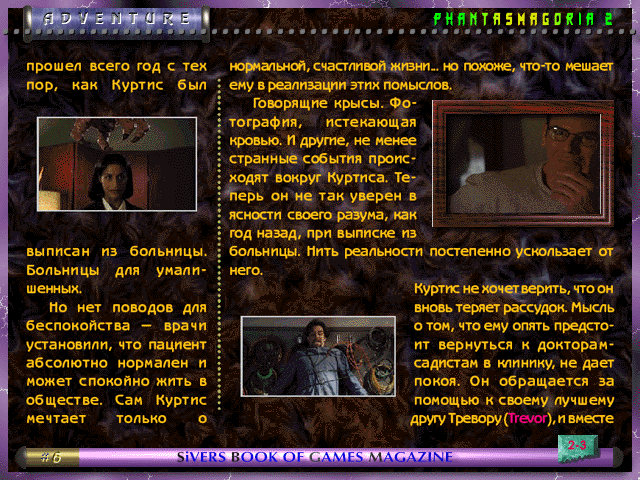 ADVENTURE
PHANTASMAGORIA 2
прошел всего год с тех
пор, как Куртис был
выписан из больницы.
Больницы для умали-
шенных.
Но нет поводов для
беспокойства — врачи
установили, что пациент
абсолютно нормален и
может спокойно жить в
обществе. Сам Куртис
мечтает только о
нормальной, счастливой жизни... но похоже, что-то мешает
ему в реализации этих помыслов.
Говорящие крысы. Фо-
тография, истекающая
кровью. И другие, не менее
странные события проис-
ходят вокруг Куртиса. Те-
перь он не так уверен в
ясности своего разума, как
год назад, при выписке из
больницы. Нить реальности постепенно ускользает от
него.
Куртис не хочет верить, что он
вновь теряет рассудок. Мысль
о том, что ему опять предсто-
ит вернуться к докторам-
садистам в клинику, не дает
покоя. Он обращается за
помощью к своему лучшему
другу Тревору (Trevor), и вместе
2-3
#6
SiVERS BOOK OF GAMES MAGAZINE